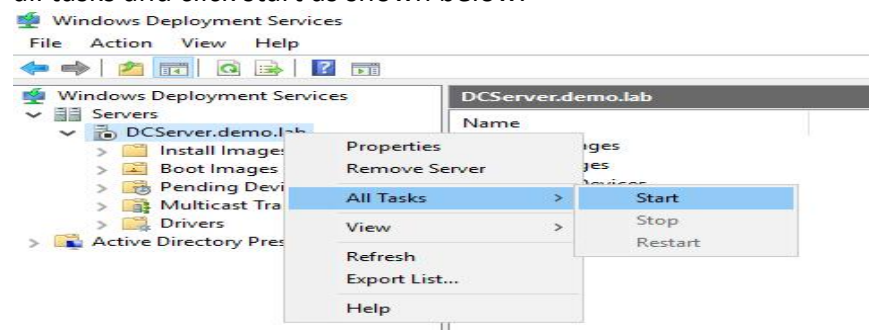 Windows Deployment Services
File Action View Help
Windows Deployment Services
Servers
DCServer.demo.lab
Install Images
Boot Images
Pending Devi
Multicast Tra
Drivers
Active Directory Pres
DCServer.demo.lab
Name
Properties
Remove Server
All Tasks >
View >
Refresh
Export List...
Help
Start
Stop
Restart